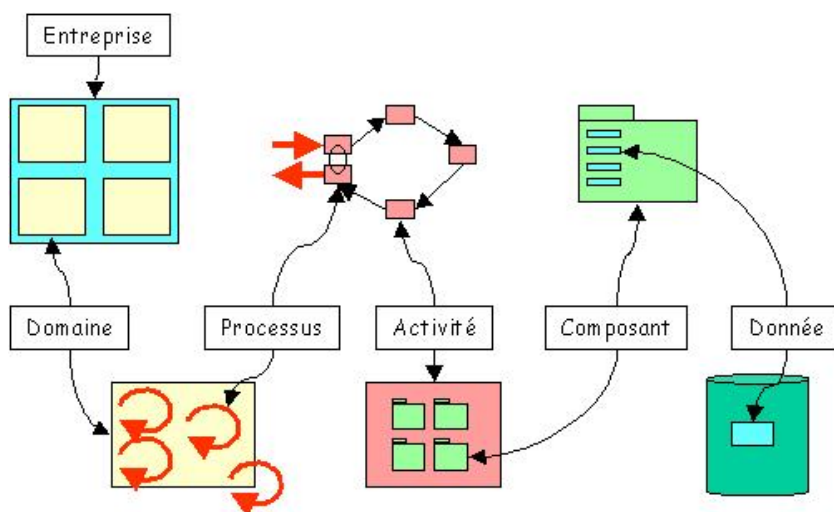 Entreprise
Domaine
Processus
Activité
Composant
Donnée